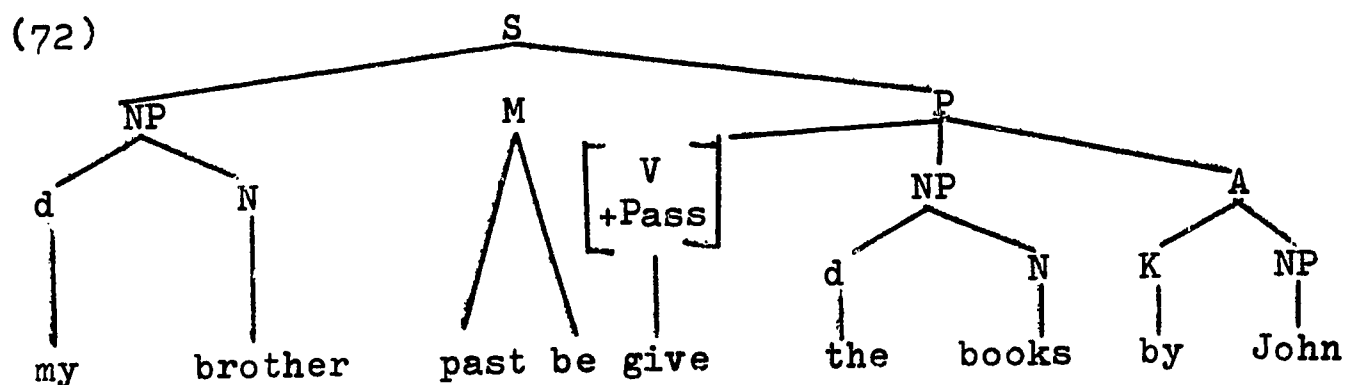 (72)
S
NP M P
V
+Pass
d N NP A
d N K NP
my brother past be give the books by John